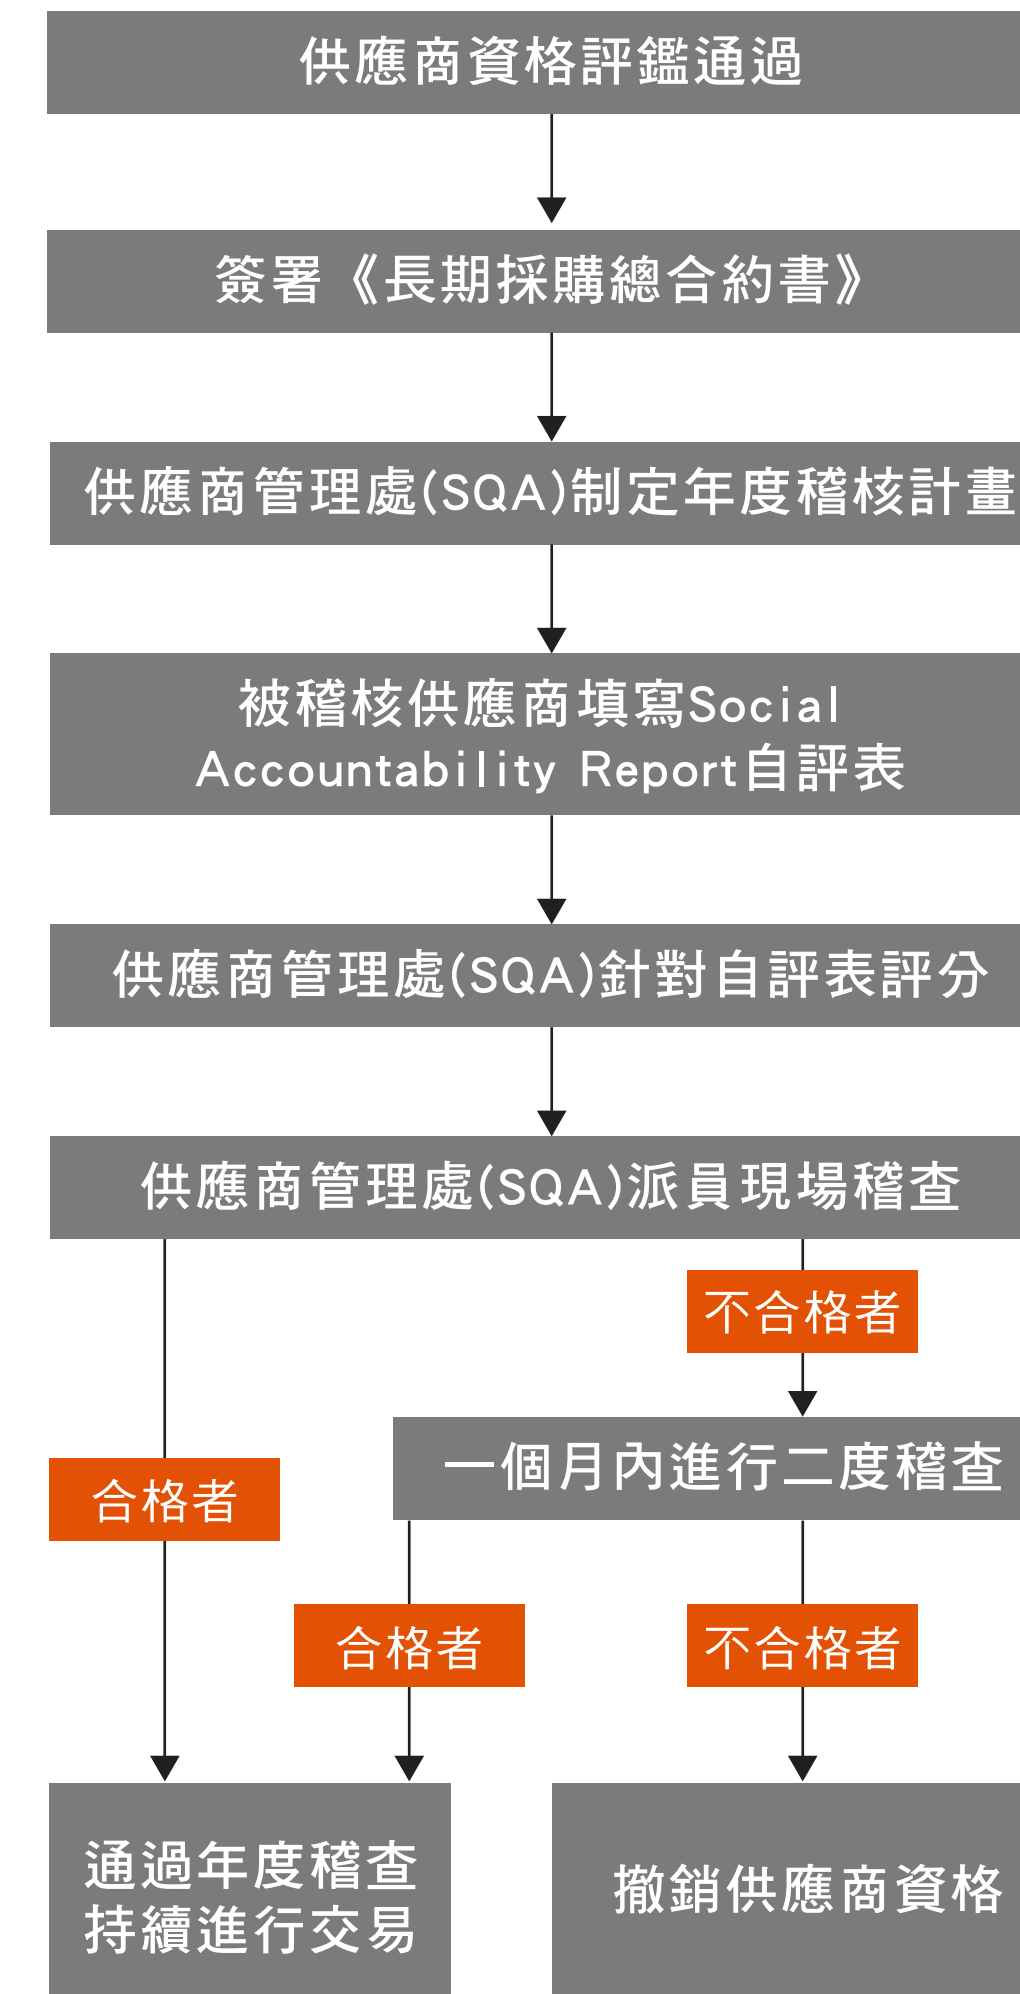 供應商資格評鑑通過
簽署《長期採購總合約書》
供應商管理處(SQA)制定年度稽核計畫
被稽核供應商填寫Social
Accountability Report自評表
供應商管理處(SQA)針對自評表評分
供應商管理處(SQA)派員現場稽查
不合格者
一個月內進行二度稽查
合格者
合格者
不合格者
通過年度稽查
持續進行交易
撤銷供應商資格